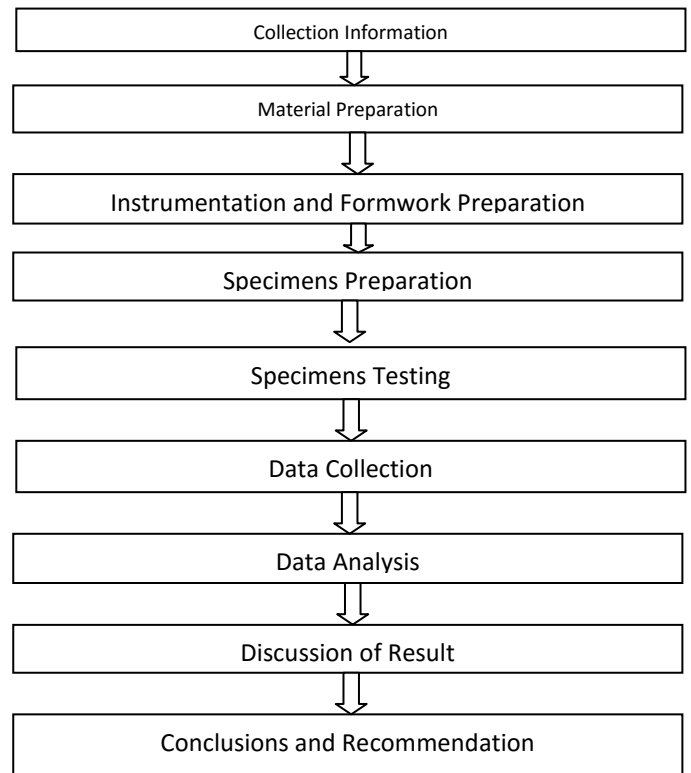 Collection Information
Material Preparation
Instrumentation and Formwork Preparation
Specimens Preparation
Specimens Testing
Data Collection
Data Analysis
Discussion of Result
Conclusions and Recommendation